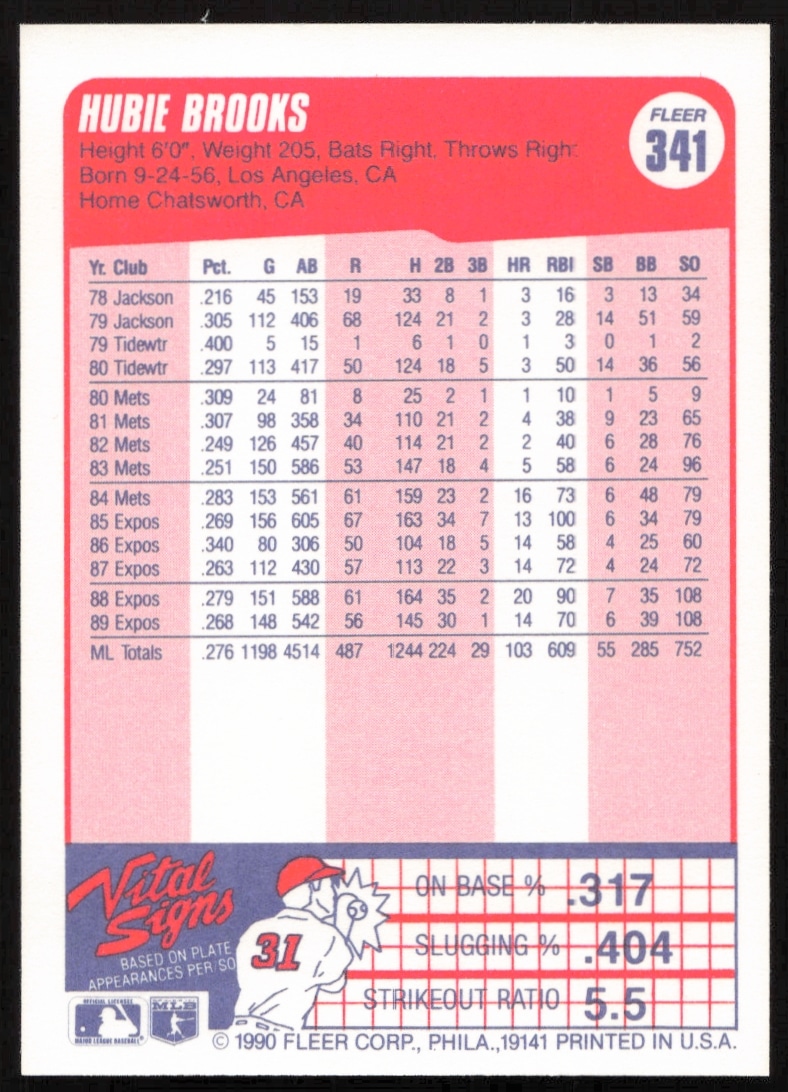 HUBIE BROOKS
FLEER
341
Height 6'0", Weight 205, Bats Right, Throws Right
Born 9-24-56, Los Angeles, CA
Home Chatsworth, CA
Yr. Club Pct. G AB R H 2B 3B HR RBI SB BB SO
78 Jackson .216 45 153 19 33 8 1 3 16 3 13 34
79 Jackson .305 112 406 68 124 21 2 3 28 14 51 59
79 Tidewtr .400 5 15 1 6 1 0 1 3 0 1 2
80 Tidewtr .297 113 417 50 124 18 5 3 50 14 36 56
80 Mets .309 24 81 8 25 2 1 1 10 1 5 9
81 Mets .307 98 358 34 110 21 2 4 38 9 23 65
82 Mets .249 126 457 40 114 21 2 2 40 6 28 76
83 Mets .251 150 586 53 147 18 4 5 58 6 24 96
84 Mets .283 153 561 61 159 23 2 16 73 6 48 79
85 Expos .269 156 605 67 163 34 7 13 100 6 34 79
86 Expos .340 80 306 50 104 18 5 14 58 4 25 60
87 Expos .263 112 430 57 113 22 3 14 72 4 24 72
88 Expos .279 151 588 61 164 35 2 20 90 7 35 108
89 Expos .268 148 542 56 145 30 1 14 70 6 39 108
ML Totals .276 1198 4514 487 1244 224 29 103 609 55 285 752
Vital
Signs
BASED ON PLATE
APPEARANCES PER/SO
31
ON BASE % .317
SLUGGING % .404
STRIKEOUT RATIO 5.5
OFFICIAL LICENSEE
MAJOR LEAGUE BASEBALL®
MLB
© 1990 FLEER CORP., PHILA.,19141 PRINTED IN U.S.A.